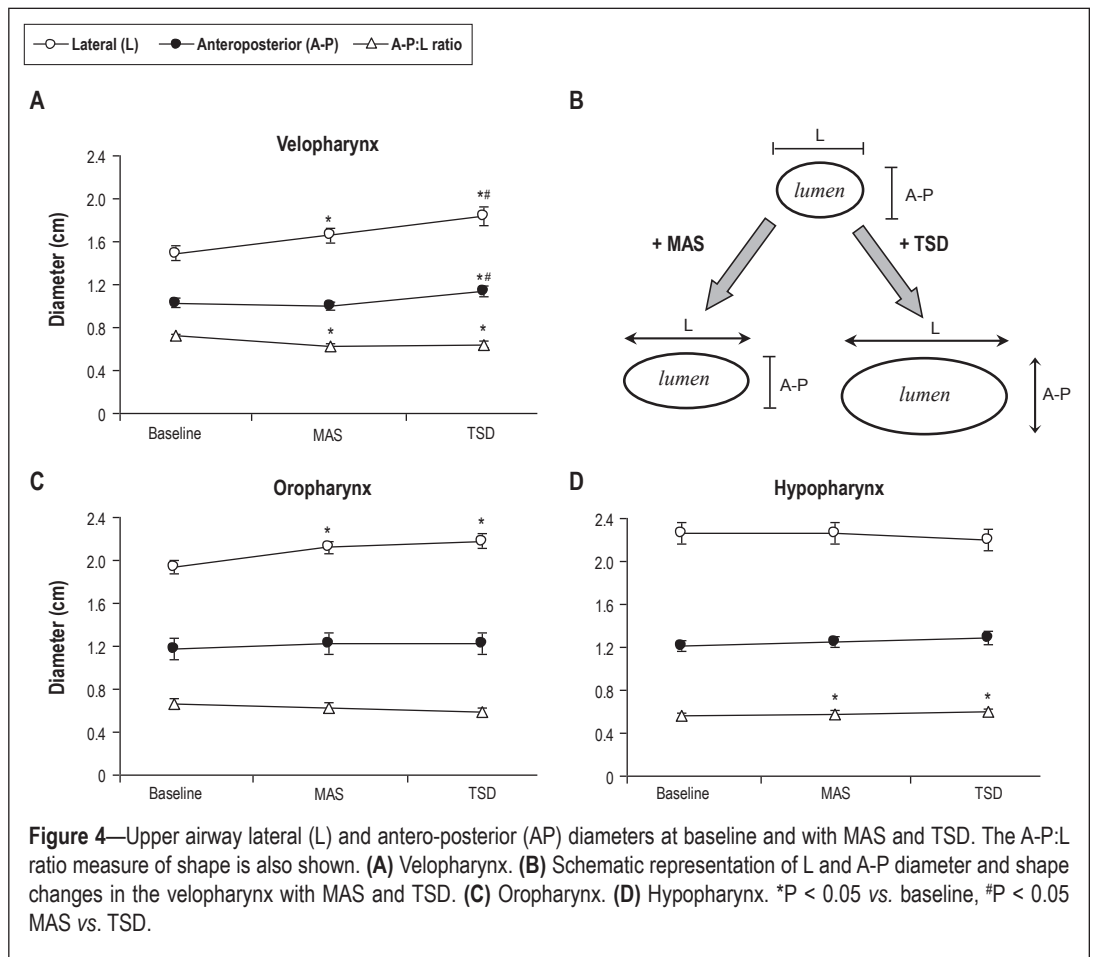 Lateral (L) Anteroposterior (A-P) A-P:L ratio
A
Velopharynx
Diameter (cm)
2.4
2.0
1.6
1.2
0.8
0.4
0
* *#
*#
* *
Baseline MAS TSD
B
L
lumen
A-P
+ MAS + TSD
L
lumen
A-P
L
lumen
A-P
C
Oropharynx
Diameter (cm)
2.4
2.0
1.6
1.2
0.8
0.4
0
* *
Baseline MAS TSD
D
Hypopharynx
2.4
2.0
1.6
1.2
0.8
0.4
0
* *
Baseline MAS TSD
Figure 4—Upper airway lateral (L) and antero-posterior (AP) diameters at baseline and with MAS and TSD. The A-P:L
ratio measure of shape is also shown. (A) Velopharynx. (B) Schematic representation of L and A-P diameter and shape
changes in the velopharynx with MAS and TSD. (C) Oropharynx. (D) Hypopharynx. *P < 0.05 vs. baseline, #P < 0.05
MAS vs. TSD.